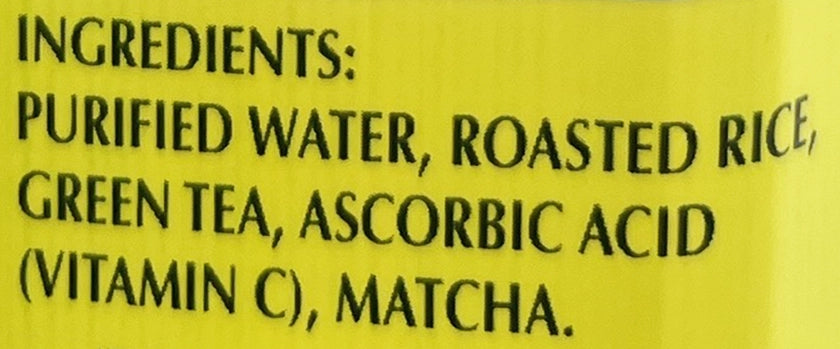 INGREDIENTS:
PURIFIED WATER, ROASTED RICE,
GREEN TEA, ASCORBIC ACID
(VITAMIN C), MATCHA.